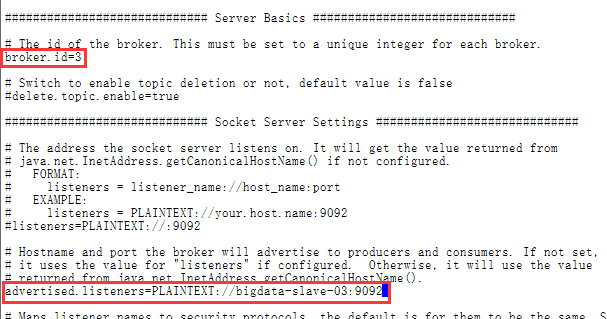 ############################# Server Basics #############################
# The id of the broker. This must be set to a unique integer for each broker.
broker.id=3
# Switch to enable topic deletion or not, default value is false
#delete.topic.enable=true
############################# Socket Server Settings #############################
# The address the socket server listens on. It will get the value returned from
# java.net.InetAddress.getCanonicalHostName() if not configured.
#   FORMAT:
#     listeners = listener_name://host_name:port
#   EXAMPLE:
#     listeners = PLAINTEXT://your.host.name:9092
#listeners=PLAINTEXT://:9092
# Hostname and port the broker will advertise to producers and consumers. If not set,
# it uses the value for "listeners" if configured.  Otherwise, it will use the value
# returned from java.net.InetAddress.getCanonicalHostName().
advertised.listeners=PLAINTEXT://bigdata-slave-03:9092
# Maps listener names to security protocols, the default is for them to be the same. S